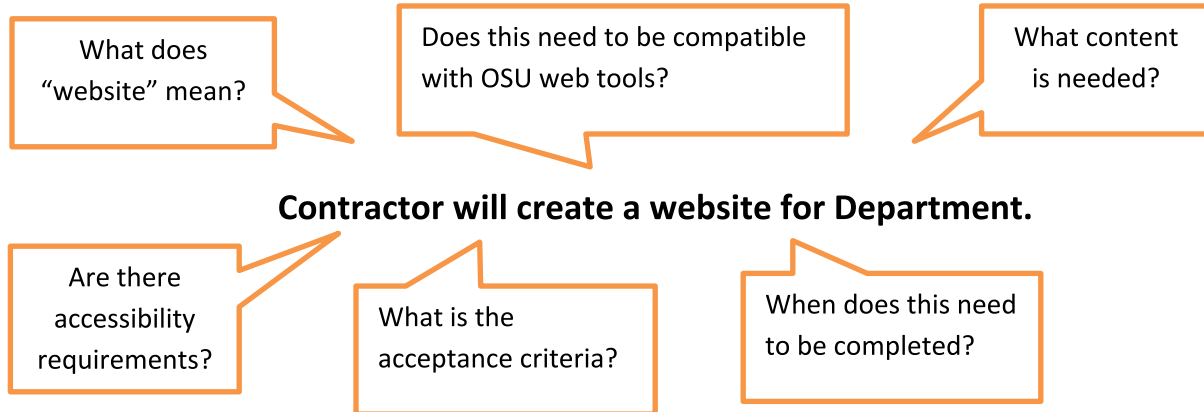 What does
“website” mean?
Does this need to be compatible
with OSU web tools?
What content
is needed?
Contractor will create a website for Department.
Are there
accessibility
requirements?
What is the
acceptance criteria?
When does this need
to be completed?